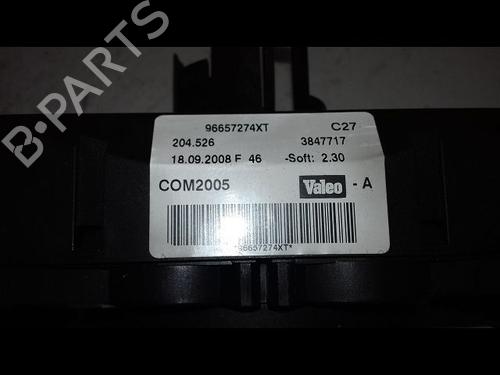 96657274XT C27
204.526 3847717
18.09.2008 F 46 -Soft: 2.30
COM2005 Valeo - A
*96657274XT*
B-PARTS